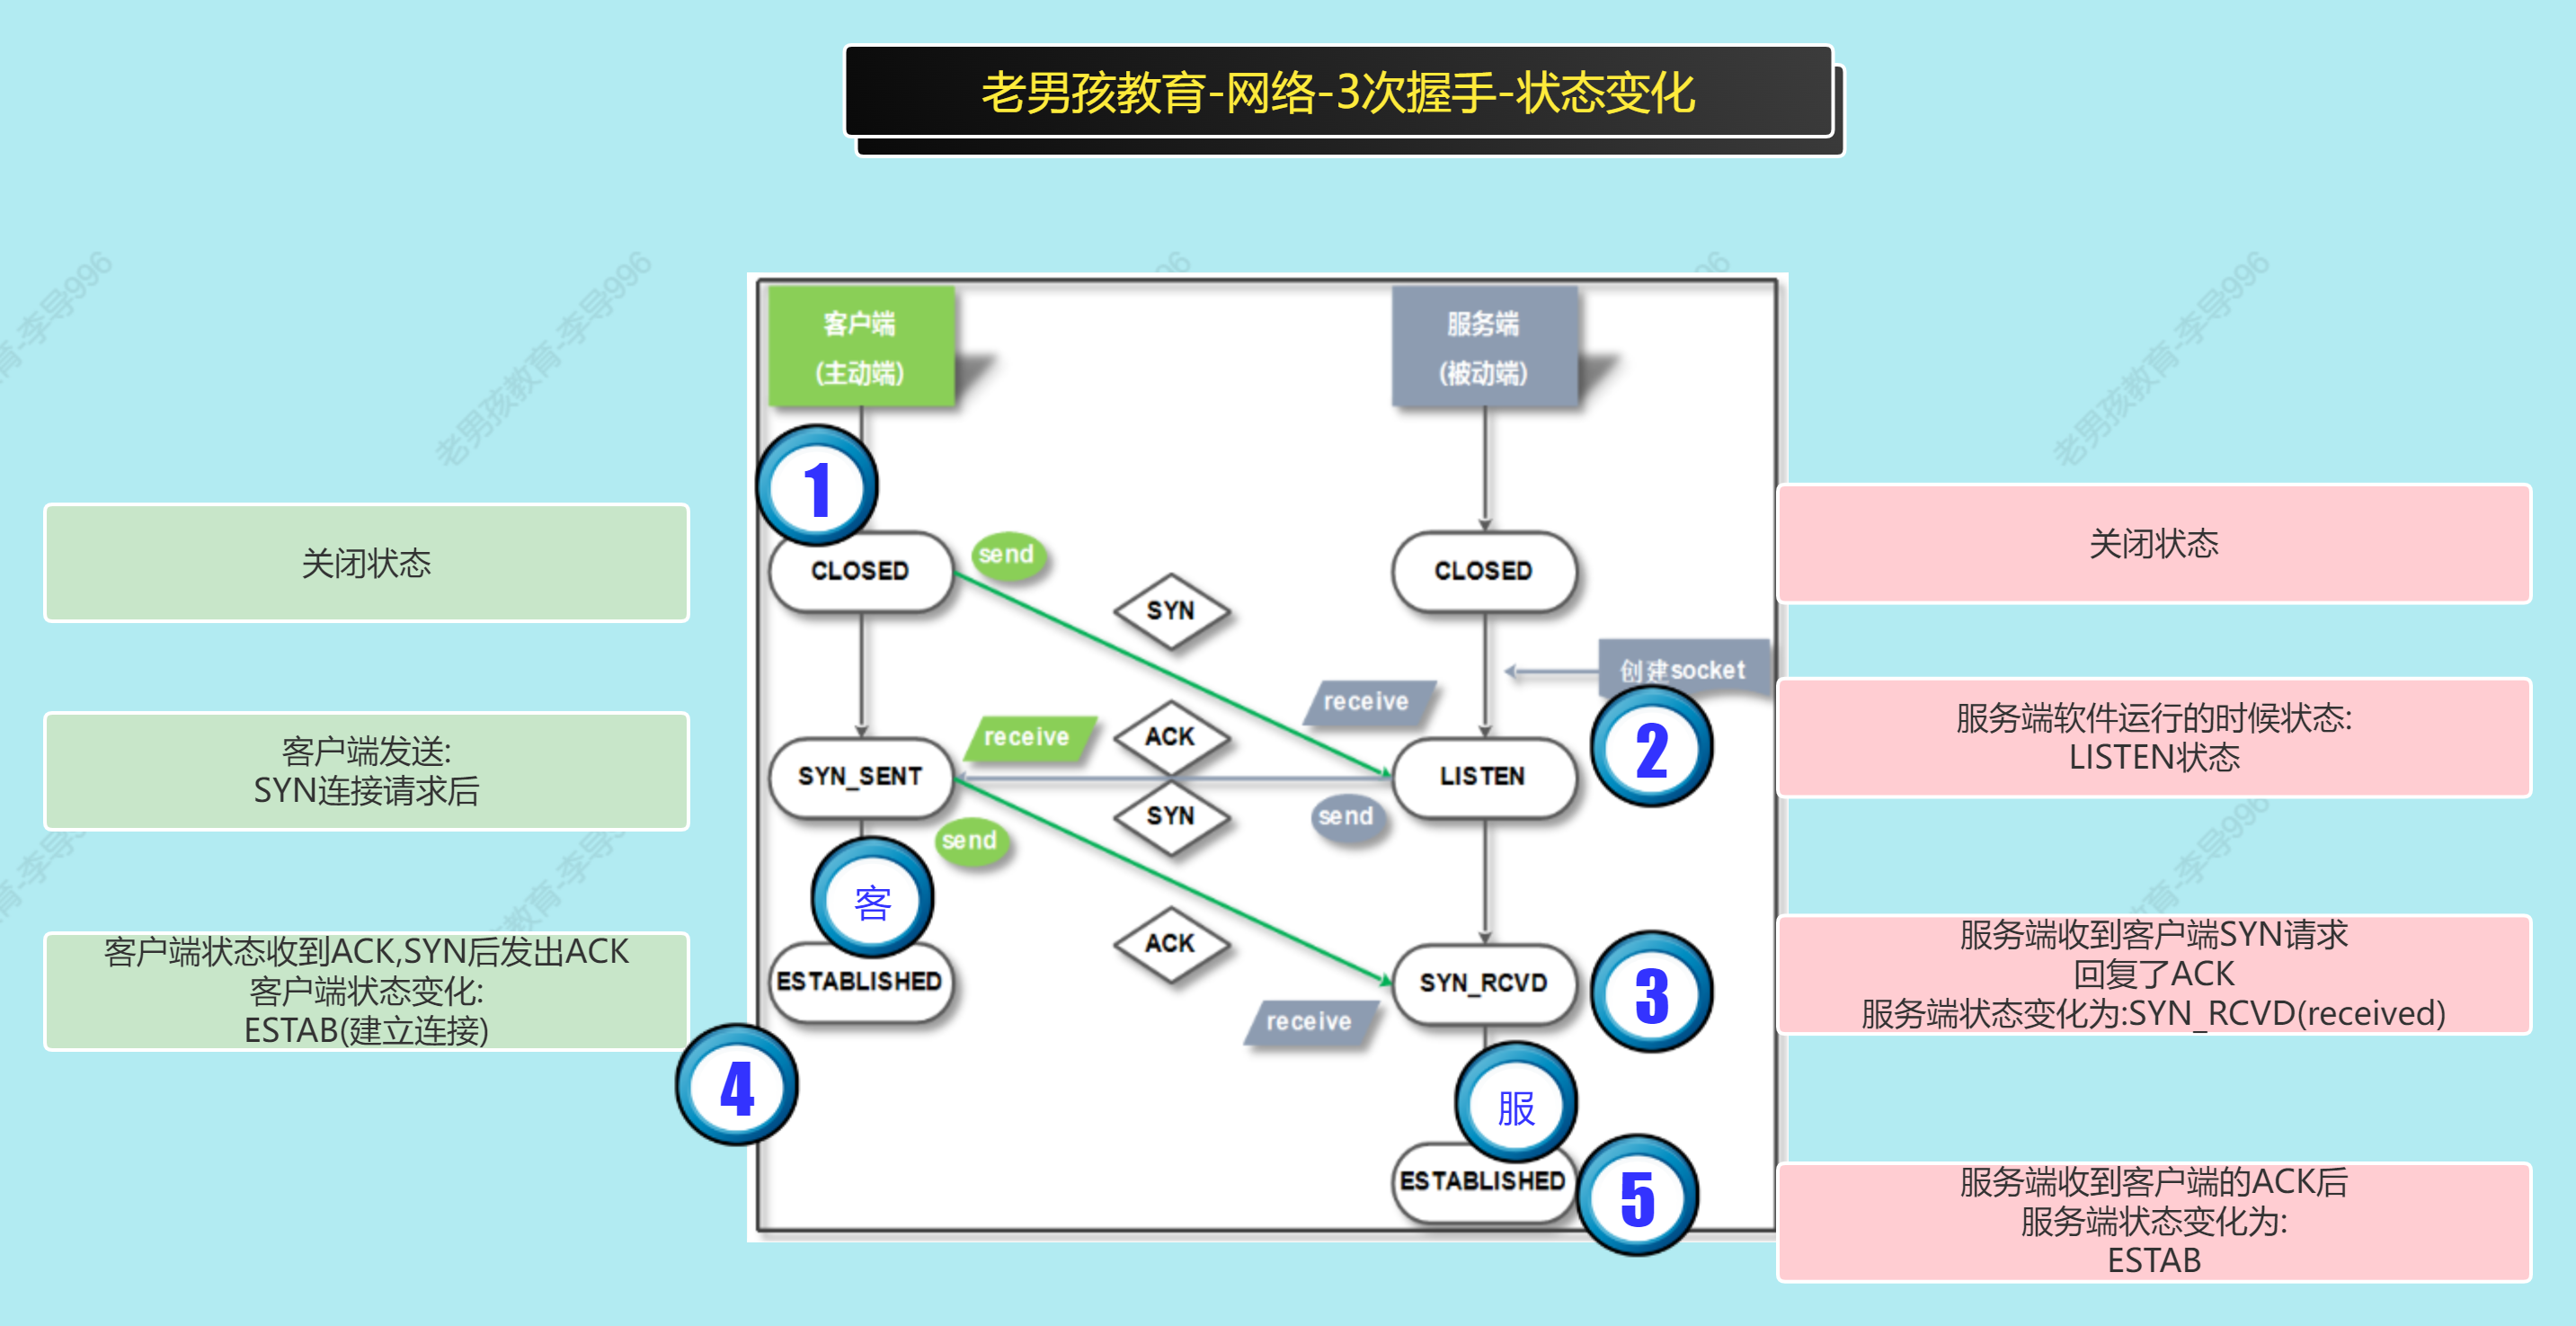 老男孩教育-网络-3次握手-状态变化
老男孩教育-李导996
老男孩教育-李导996
客户端
(主动端)
服务端
(被动端)
1
关闭状态
CLOSED
send
SYN
CLOSED
关闭状态
创建socket
receive
服务端软件运行的时候状态:
LISTEN状态
2
客户端发送:
SYN连接请求后
receive
ACK
SYN_SENT
LISTEN
SYN
send
send
客
客户端状态收到ACK,SYN后发出ACK
客户端状态变化:
ESTAB(建立连接)
ESTABLISHED
ACK
SYN_RCVD
3
服务端收到客户端SYN请求
回复了ACK
服务端状态变化为:SYN_RCVD(received)
receive
4
服
ESTABLISHED
5
服务端收到客户端的ACK后
服务端状态变化为:
ESTAB